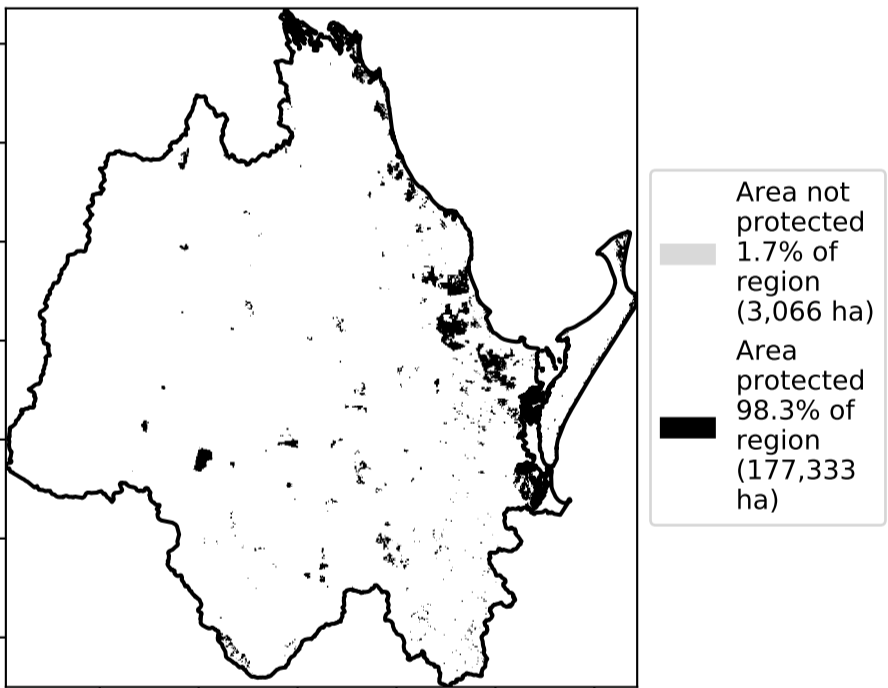 Area not
protected
1.7% of
region
(3,066 ha)
Area
protected
98.3% of
region
(177,333
ha)